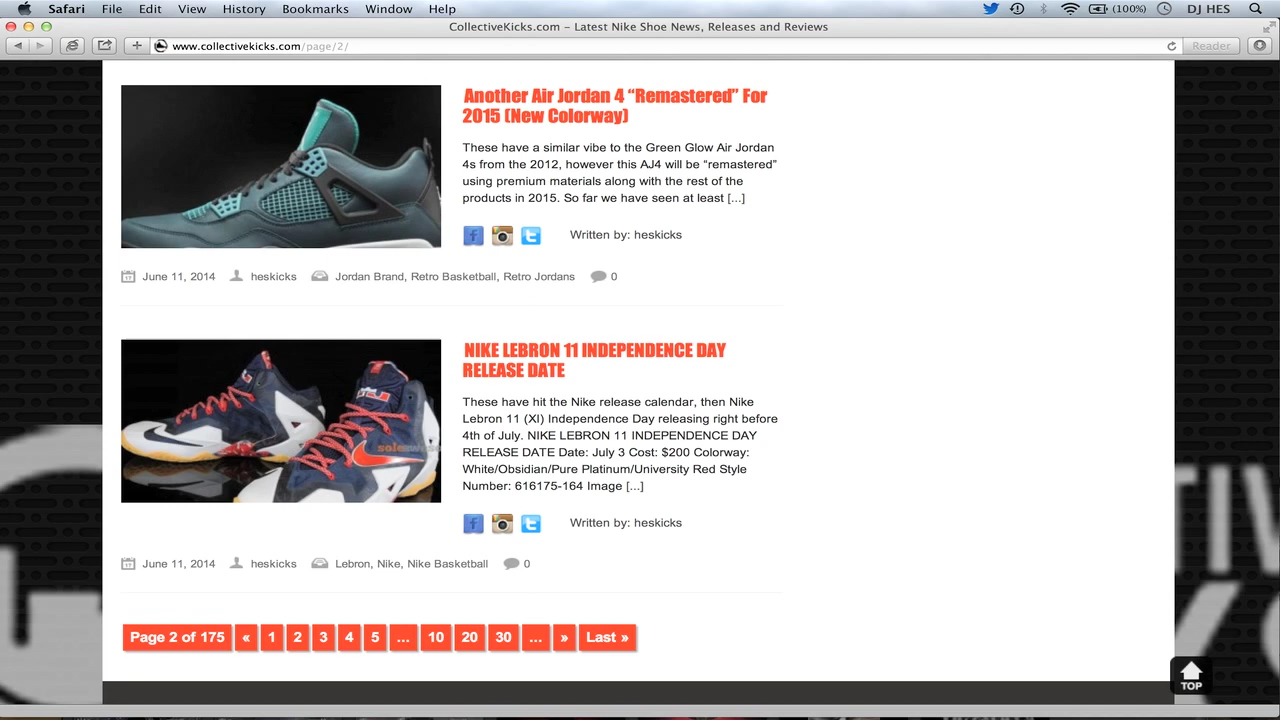 Safari File Edit View History Bookmarks Window Help (100%) DJ HES
CollectiveKicks.com – Latest Nike Shoe News, Releases and Reviews
www.collectivekicks.com/page/2/ Reader
Another Air Jordan 4 “Remastered” For
2015 (New Colorway)
These have a similar vibe to the Green Glow Air Jordan
4s from the 2012, however this AJ4 will be “remastered”
using premium materials along with the rest of the
products in 2015. So far we have seen at least [...]
Written by: heskicks
June 11, 2014 heskicks Jordan Brand, Retro Basketball, Retro Jordans 0
NIKE LEBRON 11 INDEPENDENCE DAY
RELEASE DATE
These have hit the Nike release calendar, then Nike
Lebron 11 (XI) Independence Day releasing right before
4th of July. NIKE LEBRON 11 INDEPENDENCE DAY
RELEASE DATE Date: July 3 Cost: $200 Colorway:
White/Obsidian/Pure Platinum/University Red Style
Number: 616175-164 Image [...]
Written by: heskicks
June 11, 2014 heskicks Lebron, Nike, Nike Basketball 0
Page 2 of 175 « 1 2 3 4 5 ... 10 20 30 ... » Last »
TOP